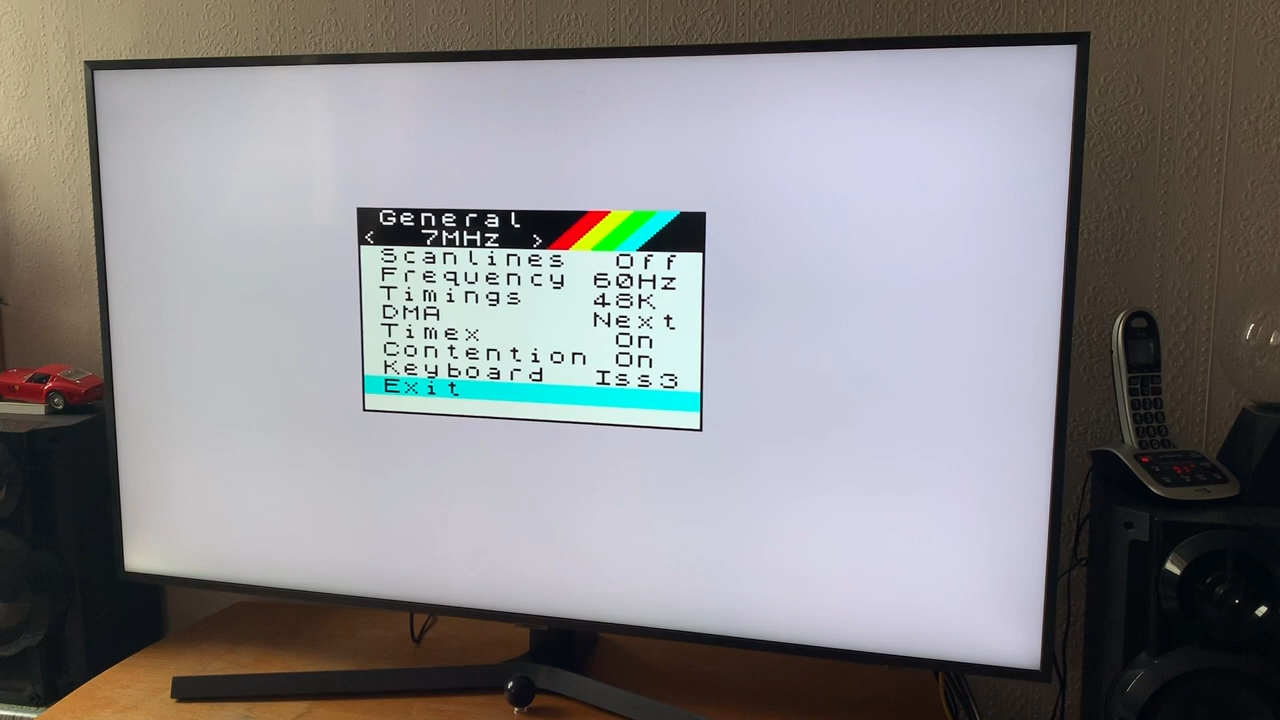 General
< 7MHz >
Scanlines Off
Frequency 60Hz
Timings 48K
DMA Next
Timex On
Contention On
Keyboard Iss3
Exit